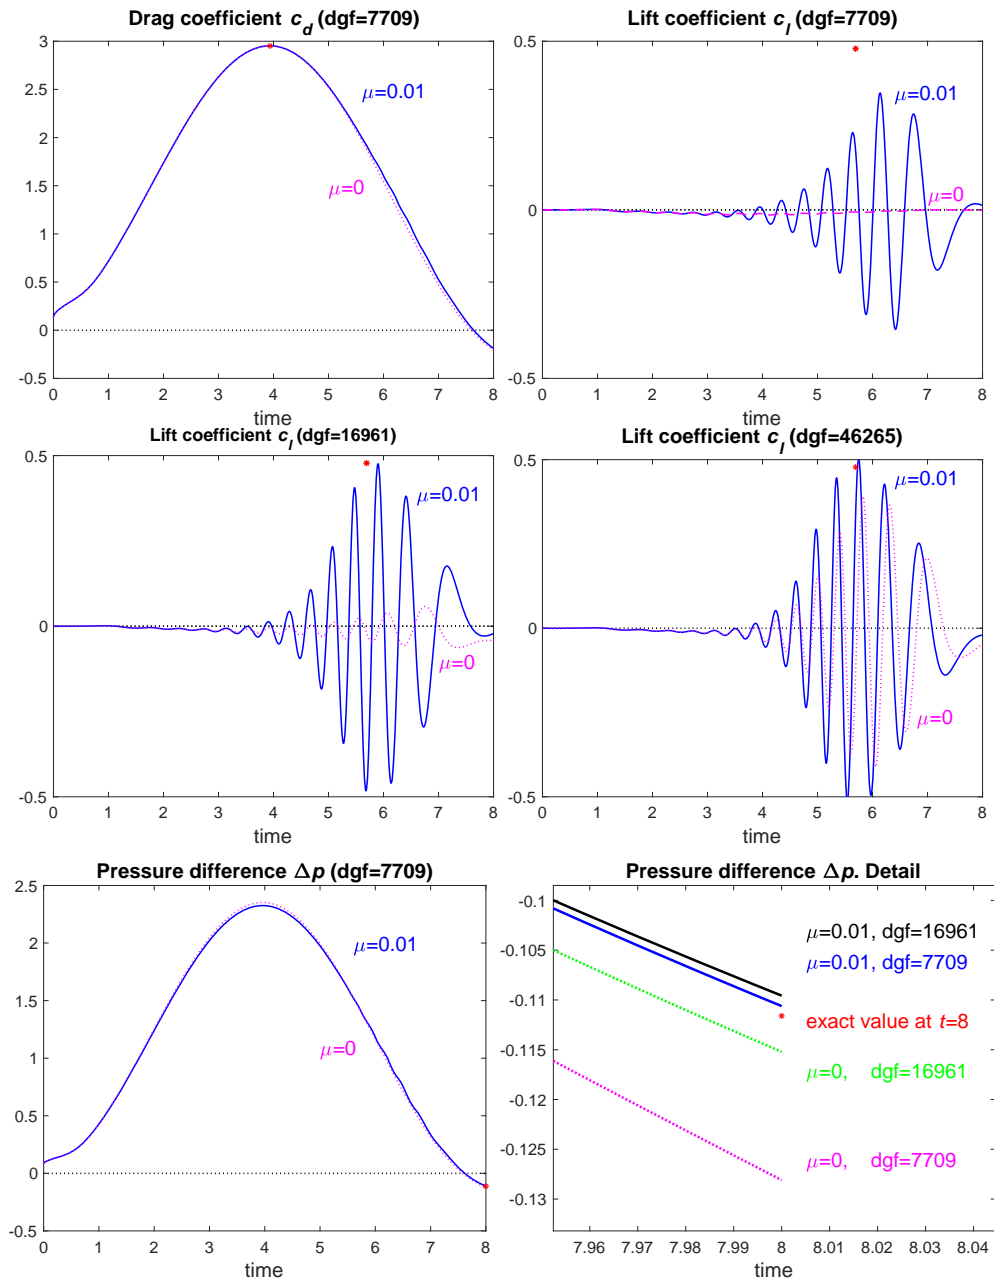 Drag coefficient c_d (dgf=7709)
3
2.5
2
1.5
1
0.5
0
-0.5
μ=0.01
μ=0
0 1 2 3 4 5 6 7 8
time
Lift coefficient c_l (dgf=7709)
0.5
0
-0.5
μ=0.01
μ=0
0 1 2 3 4 5 6 7 8
time
Lift coefficient c_l (dgf=16961)
0.5
0
-0.5
μ=0.01
μ=0
0 1 2 3 4 5 6 7 8
time
Lift coefficient c_l (dgf=46265)
0.5
0
-0.5
μ=0.01
μ=0
0 1 2 3 4 5 6 7 8
time
Pressure difference Δp (dgf=7709)
2.5
2
1.5
1
0.5
0
-0.5
μ=0.01
μ=0
0 1 2 3 4 5 6 7 8
time
Pressure difference Δp. Detail
-0.1
-0.105
-0.11
-0.115
-0.12
-0.125
-0.13
μ=0.01, dgf=16961
μ=0.01, dgf=7709
exact value at t=8
μ=0, dgf=16961
μ=0, dgf=7709
7.96 7.97 7.98 7.99 8 8.01 8.02 8.03 8.04
time